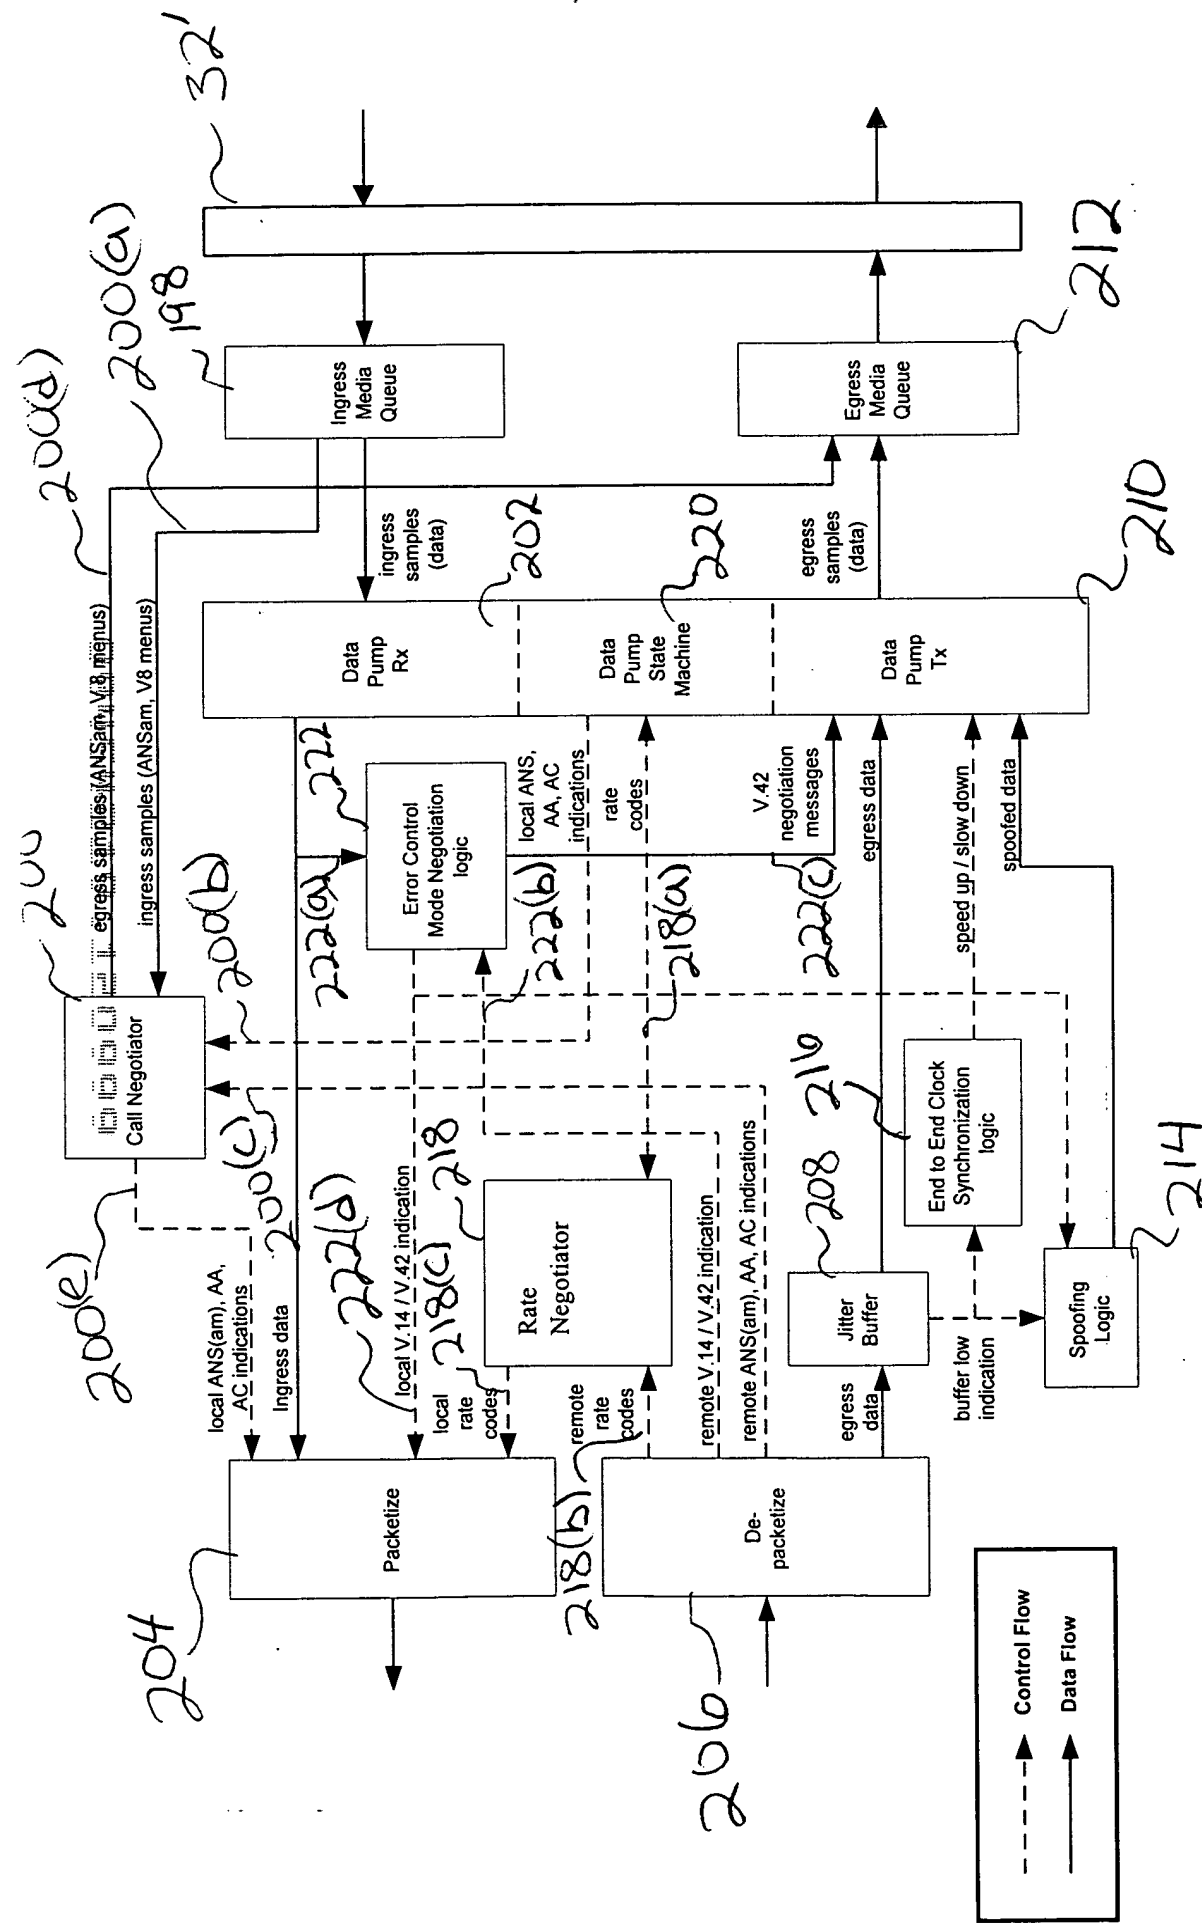 32'
200(d)
200(a)
198
Ingress
Media
Queue
Egress
Media
Queue
212
egress samples (ANSam, V.8 menus)
ingress samples (ANSam, V8 menus)
ingress
samples
(data)
202
220
egress
samples
(data)
210
Data
Pump
Rx
Data
Pump
State
Machine
Data
Pump
Tx
200
Call Negotiator
200(b)
200(c)
200(e)
222
222(a)
Error Control
Mode Negotiation
logic
222(b)
local ANS,
AA, AC
indications
rate
codes
218(a)
V.42
negotiation
messages
222(c)
egress data
speed up / slow down
spoofed data
local ANS(am), AA,
AC indications
Ingress data
222(d)
local V.14 / V.42 indication
218(c)
218
local
rate
codes
Rate
Negotiator
remote
rate
codes
218(b)
remote V.14 / V.42 indication
remote ANS(am), AA, AC indications
208
216
Jitter
Buffer
egress
data
End to End Clock
Synchronization
logic
buffer low
indication
Spoofing
Logic
214
204
Packetize
206
De-
packetize
Control Flow
Data Flow